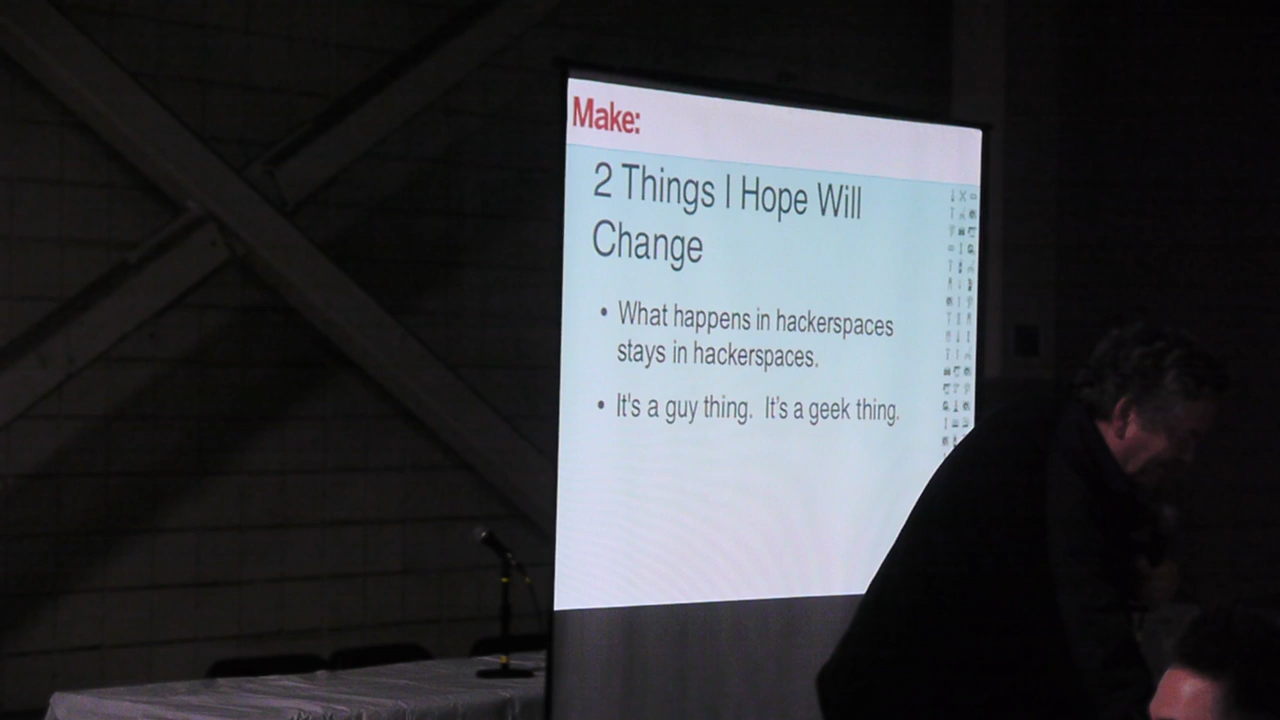 Make:
2 Things I Hope Will
Change
• What happens in hackerspaces
stays in hackerspaces.
• It's a guy thing.  It's a geek thing.